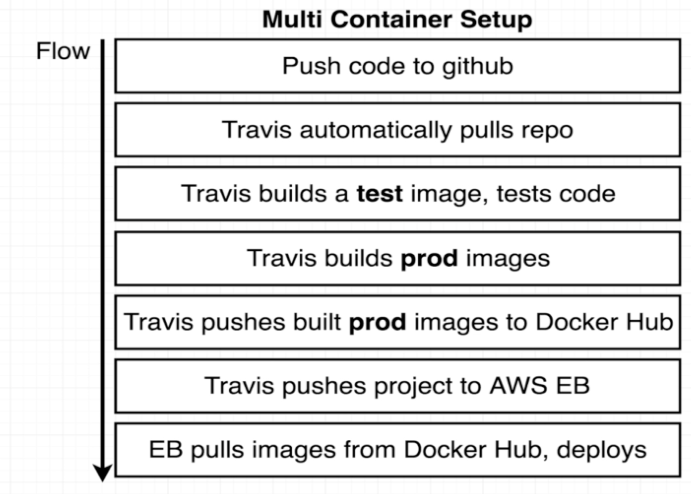 Multi Container Setup
Flow
Push code to github
Travis automatically pulls repo
Travis builds a test image, tests code
Travis builds prod images
Travis pushes built prod images to Docker Hub
Travis pushes project to AWS EB
EB pulls images from Docker Hub, deploys